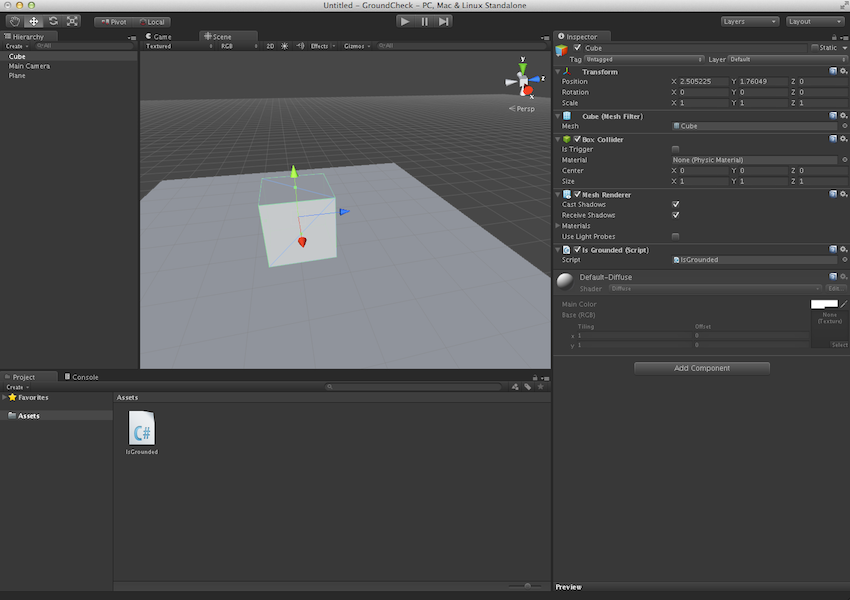 Untitled - GroundCheck - PC, Mac & Linux Standalone
Pivot Local Layers Layout
Hierarchy
Create All
Cube
Main Camera
Plane
Game Scene
Textured RGB 2D Effects Gizmos All
y
z
x
Persp
Inspector
Cube Static
Tag Untagged Layer Default
Transform
Position X 2.505225 Y 1.76049 Z 0
Rotation X 0 Y 0 Z 0
Scale X 1 Y 1 Z 1
Cube (Mesh Filter)
Mesh Cube
Box Collider
Is Trigger
Material None (Physic Material)
Center X 0 Y 0 Z 0
Size X 1 Y 1 Z 1
Mesh Renderer
Cast Shadows
Receive Shadows
Materials
Use Light Probes
Is Grounded (Script)
Script IsGrounded
Default-Diffuse
Shader Diffuse Edit...
Main Color
Base (RGB) None
(Texture)
Tiling Offset
x 1 0
y 1 0 Select
Add Component
Preview
Project Console
Create
Favorites
Assets
Assets
C#
IsGrounded